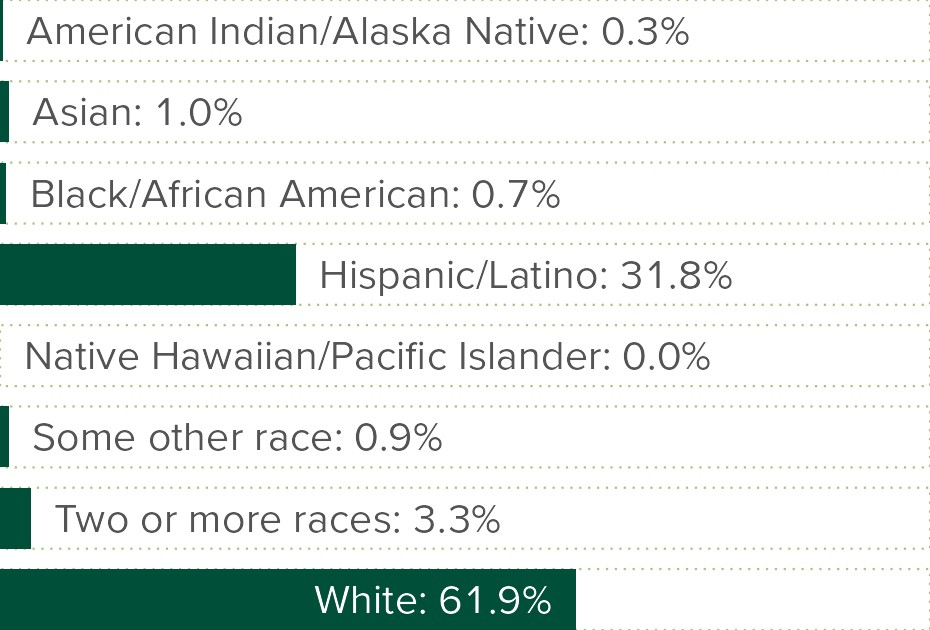 American Indian/Alaska Native: 0.3%
Asian: 1.0%
Black/African American: 0.7%
Hispanic/Latino: 31.8%
Native Hawaiian/Pacific Islander: 0.0%
Some other race: 0.9%
Two or more races: 3.3%
White: 61.9%